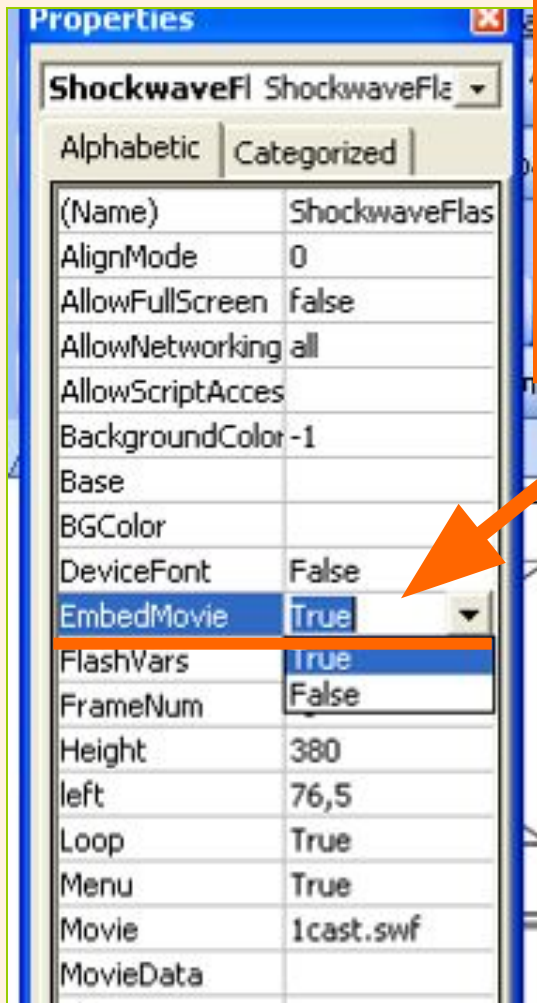 Properties
ShockwaveFl ShockwaveFla
Alphabetic Categorized
(Name) ShockwaveFlas
AlignMode 0
AllowFullScreen false
AllowNetworking all
AllowScriptAcces
BackgroundColor -1
Base
BGColor
DeviceFont False
EmbedMovie True
FlashVars True
FrameNum False
Height 380
left 76,5
Loop True
Menu True
Movie 1cast.swf
MovieData